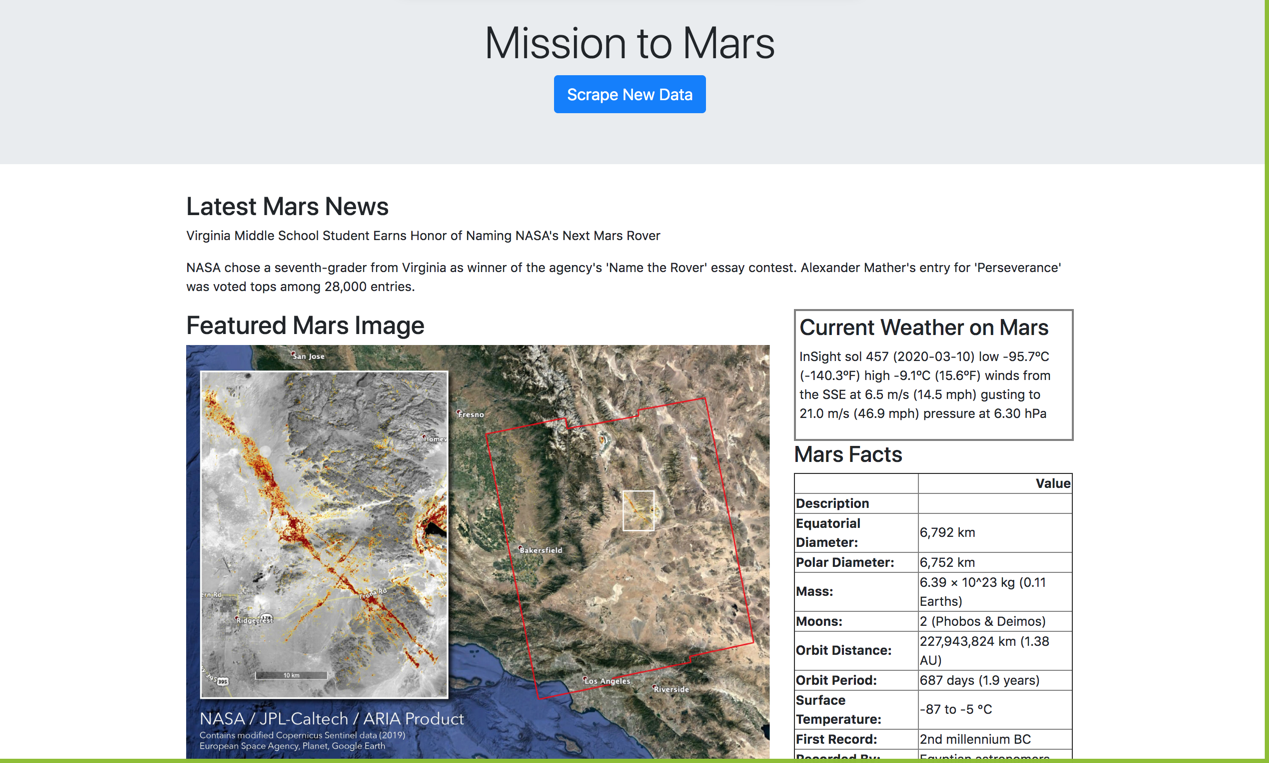 Mission to Mars
Scrape New Data
Latest Mars News
Virginia Middle School Student Earns Honor of Naming NASA's Next Mars Rover
NASA chose a seventh-grader from Virginia as winner of the agency's 'Name the Rover' essay contest. Alexander Mather's entry for 'Perseverance'
was voted tops among 28,000 entries.
Featured Mars Image
San Jose
Fresno
Bakersfield
Ridgecrest
395
10 km
Los Angeles
Riverside
NASA / JPL-Caltech / ARIA Product
Contains modified Copernicus Sentinel data (2019)
European Space Agency, Planet, Google Earth
Current Weather on Mars
InSight sol 457 (2020-03-10) low -95.7ºC
(-140.3ºF) high -9.1ºC (15.6ºF) winds from
the SSE at 6.5 m/s (14.5 mph) gusting to
21.0 m/s (46.9 mph) pressure at 6.30 hPa
Mars Facts
Value
Description
Equatorial
Diameter:
6,792 km
Polar Diameter:
6,752 km
Mass:
6.39 × 10^23 kg (0.11
Earths)
Moons:
2 (Phobos & Deimos)
Orbit Distance:
227,943,824 km (1.38
AU)
Orbit Period:
687 days (1.9 years)
Surface
Temperature:
-87 to -5 °C
First Record:
2nd millennium BC
Recorded By:
Egyptian astronomers